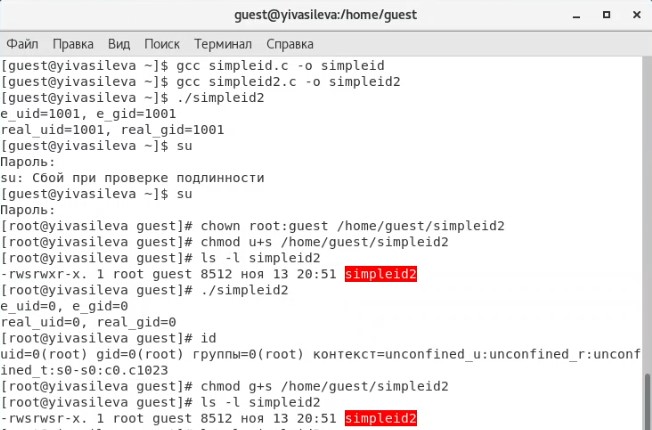 guest@yivasileva:/home/guest
Файл Правка Вид Поиск Терминал Справка
[guest@yivasileva ~]$ gcc simpleid.c -o simpleid
[guest@yivasileva ~]$ gcc simpleid2.c -o simpleid2
[guest@yivasileva ~]$ ./simpleid2
e_uid=1001, e_gid=1001
real_uid=1001, real_gid=1001
[guest@yivasileva ~]$ su
Пароль:
su: Сбой при проверке подлинности
[guest@yivasileva ~]$ su
Пароль:
[root@yivasileva guest]# chown root:guest /home/guest/simpleid2
[root@yivasileva guest]# chmod u+s /home/guest/simpleid2
[root@yivasileva guest]# ls -l simpleid2
-rwsrwxr-x. 1 root guest 8512 ноя 13 20:51 simpleid2
[root@yivasileva guest]# ./simpleid2
e_uid=0, e_gid=0
real_uid=0, real_gid=0
[root@yivasileva guest]# id
uid=0(root) gid=0(root) группы=0(root) контекст=unconfined_u:unconfined_r:unconf
ined_t:s0-s0:c0.c1023
[root@yivasileva guest]# chmod g+s /home/guest/simpleid2
[root@yivasileva guest]# ls -l simpleid2
-rwsrwsr-x. 1 root guest 8512 ноя 13 20:51 simpleid2